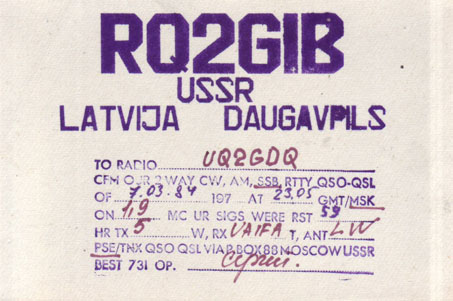 RQ2GIB
USSR
LATVIJA DAUGAVPILS
TO RADIO UQ2GDQ
CFM OUR 2 WAY CW, AM, SSB, RTTY QSO-QSL
OF 7.03.84 197 AT 23.05 GMT/MSK
ON 1,9 MC UR SIGS WERE RST 59
HR TX 5 W, RX VAIFA T, ANT LW
PSE/TNX QSO QSL VIA P. BOX 88 MOSCOW USSR
BEST 73! OP.